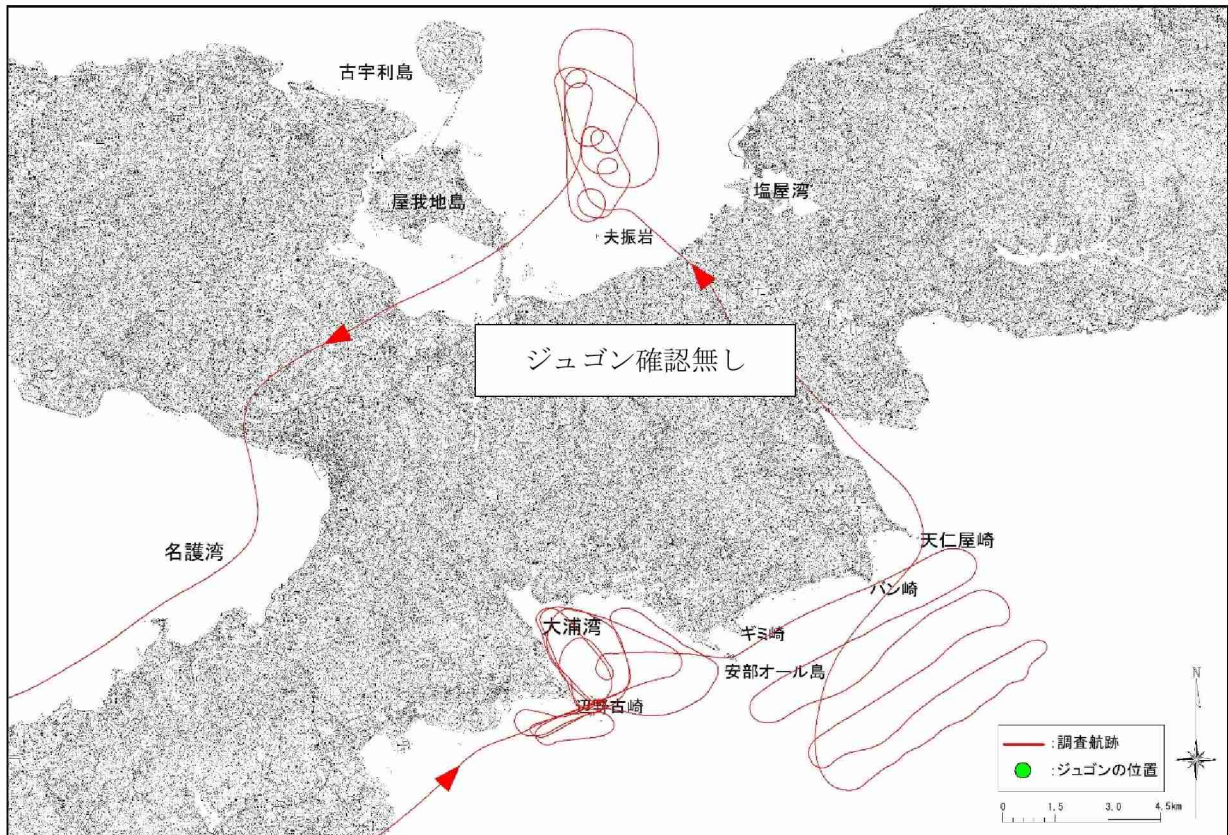 古宇利島
屋我地島
塩屋湾
夫振岩
ジュゴン確認無し
名護湾
天仁屋崎
バン崎
大浦湾
ギミ崎
安部オール島
辺野古崎
N
:調査航跡
:ジュゴンの位置
0 1.5 3.0 4.5km